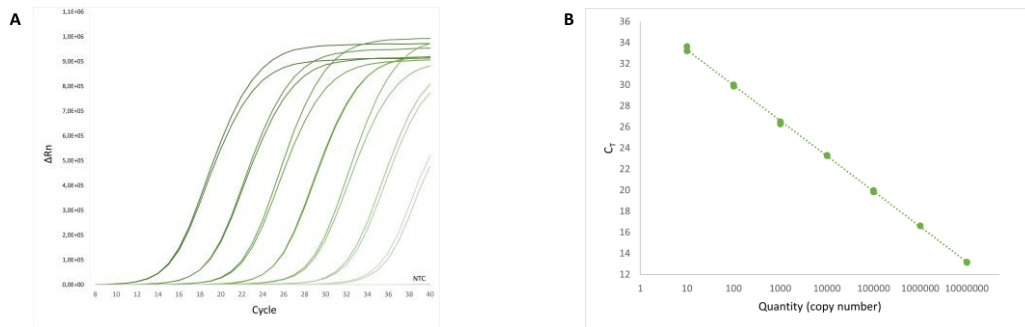 A
1,1E+06
1,0E+06
9,0E+05
8,0E+05
7,0E+05
6,0E+05
5,0E+05
4,0E+05
3,0E+05
2,0E+05
1,0E+05
0,0E+00
ΔRn
NTC
8 10 12 14 16 18 20 22 24 26 28 30 32 34 36 38 40
Cycle
B
36
34
32
30
28
26
24
22
20
18
16
14
12
CT
1 10 100 1000 10000 100000 1000000 10000000
Quantity (copy number)